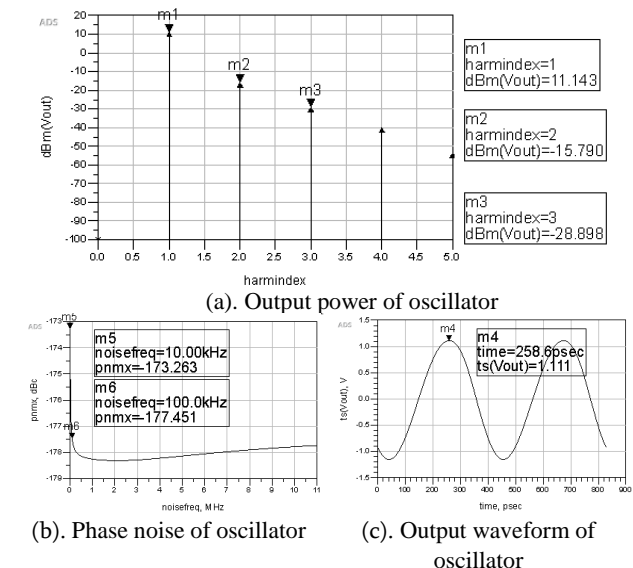 ADS
m1
m2
m3
dBm(Vout)
20
10
0
-10
-20
-30
-40
-50
-60
-70
-80
-90
-100
0.0 0.5 1.0 1.5 2.0 2.5 3.0 3.5 4.0 4.5 5.0
harmindex
m1
harmindex=1
dBm(Vout)=11.143
m2
harmindex=2
dBm(Vout)=-15.790
m3
harmindex=3
dBm(Vout)=-28.898
(a). Output power of oscillator
ADS
m5
m6
pnmx, dBc
-173
-174
-175
-176
-177
-178
-179
0 1 2 3 4 5 6 7 8 9 10 11
noisefreq, MHz
m5
noisefreq=10.00kHz
pnmx=-173.263
m6
noisefreq=100.0kHz
pnmx=-177.451
(b). Phase noise of oscillator
ADS
m4
ts(Vout), V
1.5
1.0
0.5
0.0
-0.5
-1.0
-1.5
0 100 200 300 400 500 600 700 800 900
time, psec
m4
time=258.6psec
ts(Vout)=1.111
(c). Output waveform of
oscillator